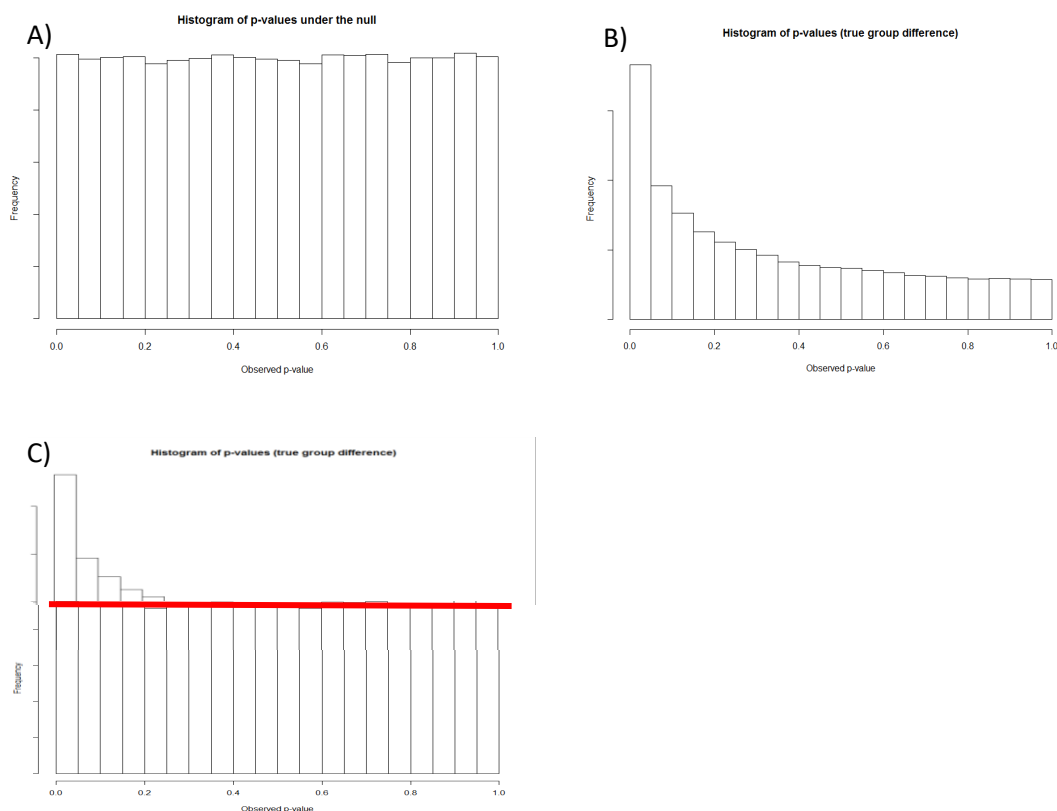 A)
Histogram of p-values under the null
Frequency
0.0 0.2 0.4 0.6 0.8 1.0
Observed p-value
B)
Histogram of p-values (true group difference)
Frequency
0.0 0.2 0.4 0.6 0.8 1.0
Observed p-value
C)
Histogram of p-values (true group difference)
Frequency
0.0 0.2 0.4 0.6 0.8 1.0
Observed p-value